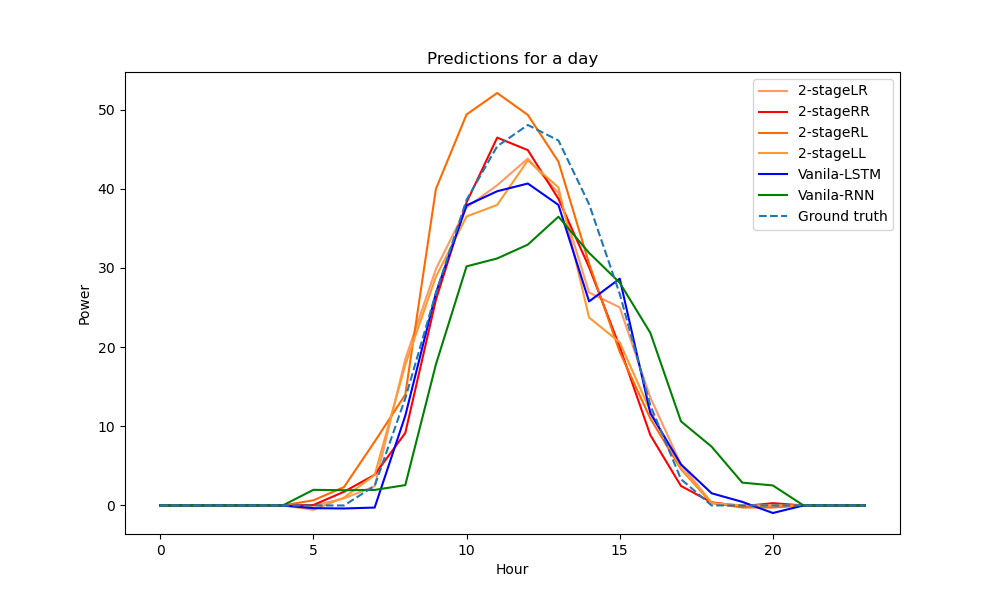 Predictions for a day
50
40
30
20
10
0
Power
0 5 10 15 20
Hour
2-stageLR
2-stageRR
2-stageRL
2-stageLL
Vanila-LSTM
Vanila-RNN
Ground truth